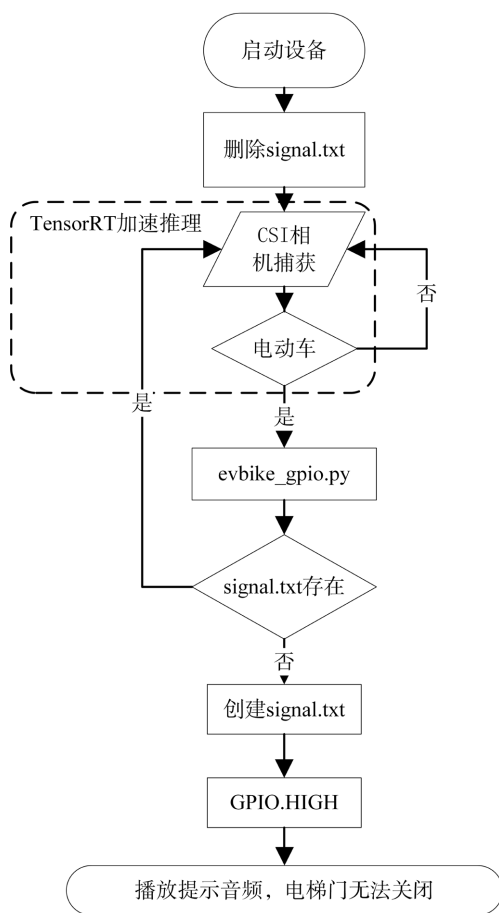 启动设备
删除signal.txt
TensorRT加速推理
CSI相
机捕获
否
电动车
是
是
evbike_gpio.py
signal.txt存在
否
创建signal.txt
GPIO.HIGH
播放提示音频，电梯门无法关闭